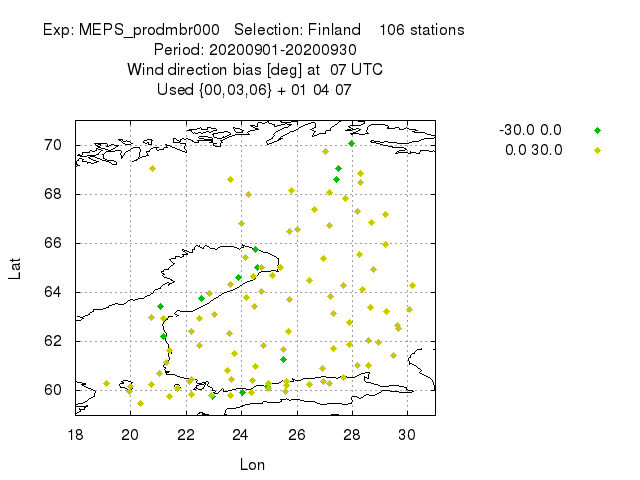 Exp: MEPS_prodmbr000 Selection: Finland 106 stations
Period: 20200901-20200930
Wind direction bias [deg] at 07 UTC
Used {00,03,06} + 01 04 07
-30.0 0.0
0.0 30.0
70
68
66
64
62
60
Lat
18 20 22 24 26 28 30
Lon